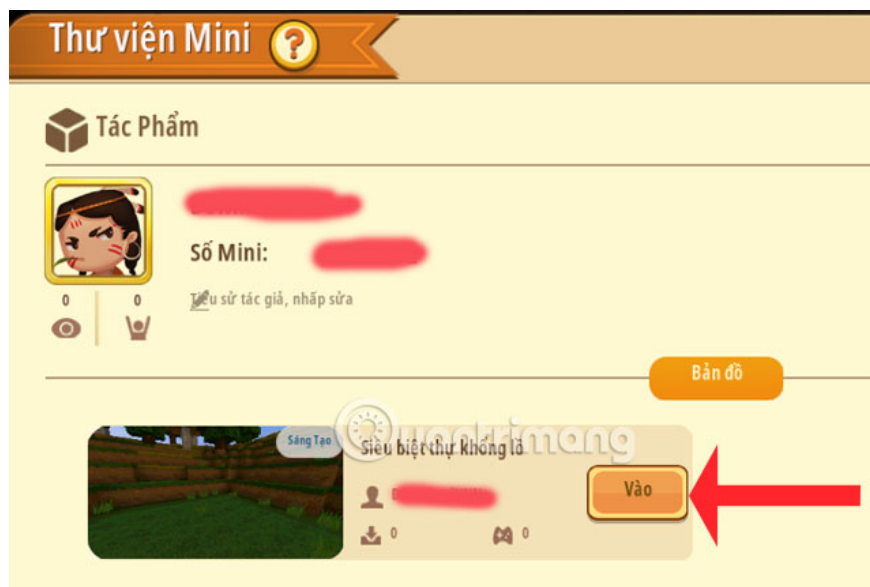 Thư viện Mini ?
Tác Phẩm
Số Mini:
0 0
Tiểu sử tác giả, nhấp sửa
Bản đồ
Sáng Tạo
Quantrimang
Siêu biệt thự khổng lồ
Vào
0 0